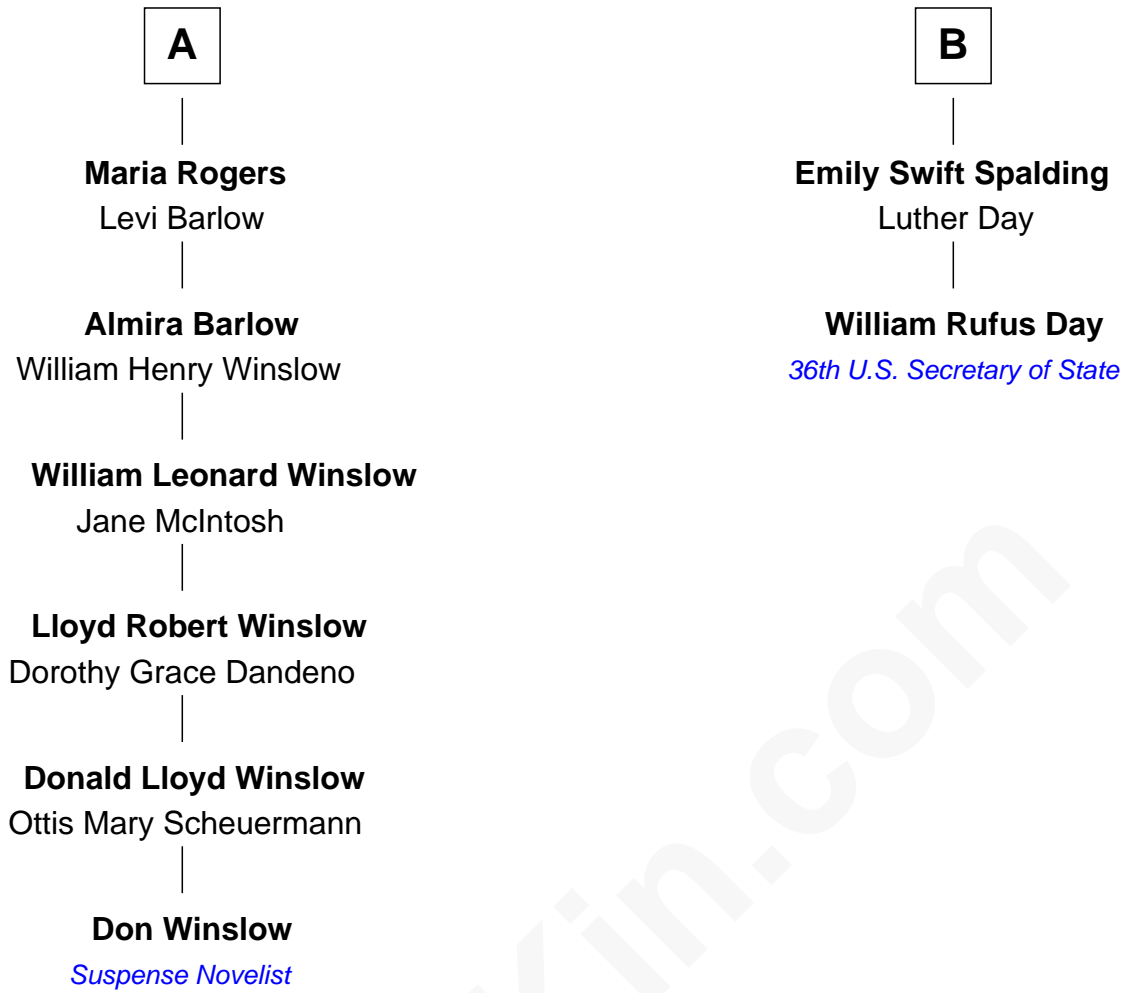 A
Maria Rogers
Levi Barlow
Almira Barlow
William Henry Winslow
William Leonard Winslow
Jane McIntosh
Lloyd Robert Winslow
Dorothy Grace Dandeno
Donald Lloyd Winslow
Ottis Mary Scheuermann
Don Winslow
Suspense Novelist
B
Emily Swift Spalding
Luther Day
William Rufus Day
36th U.S. Secretary of State
Kin.com